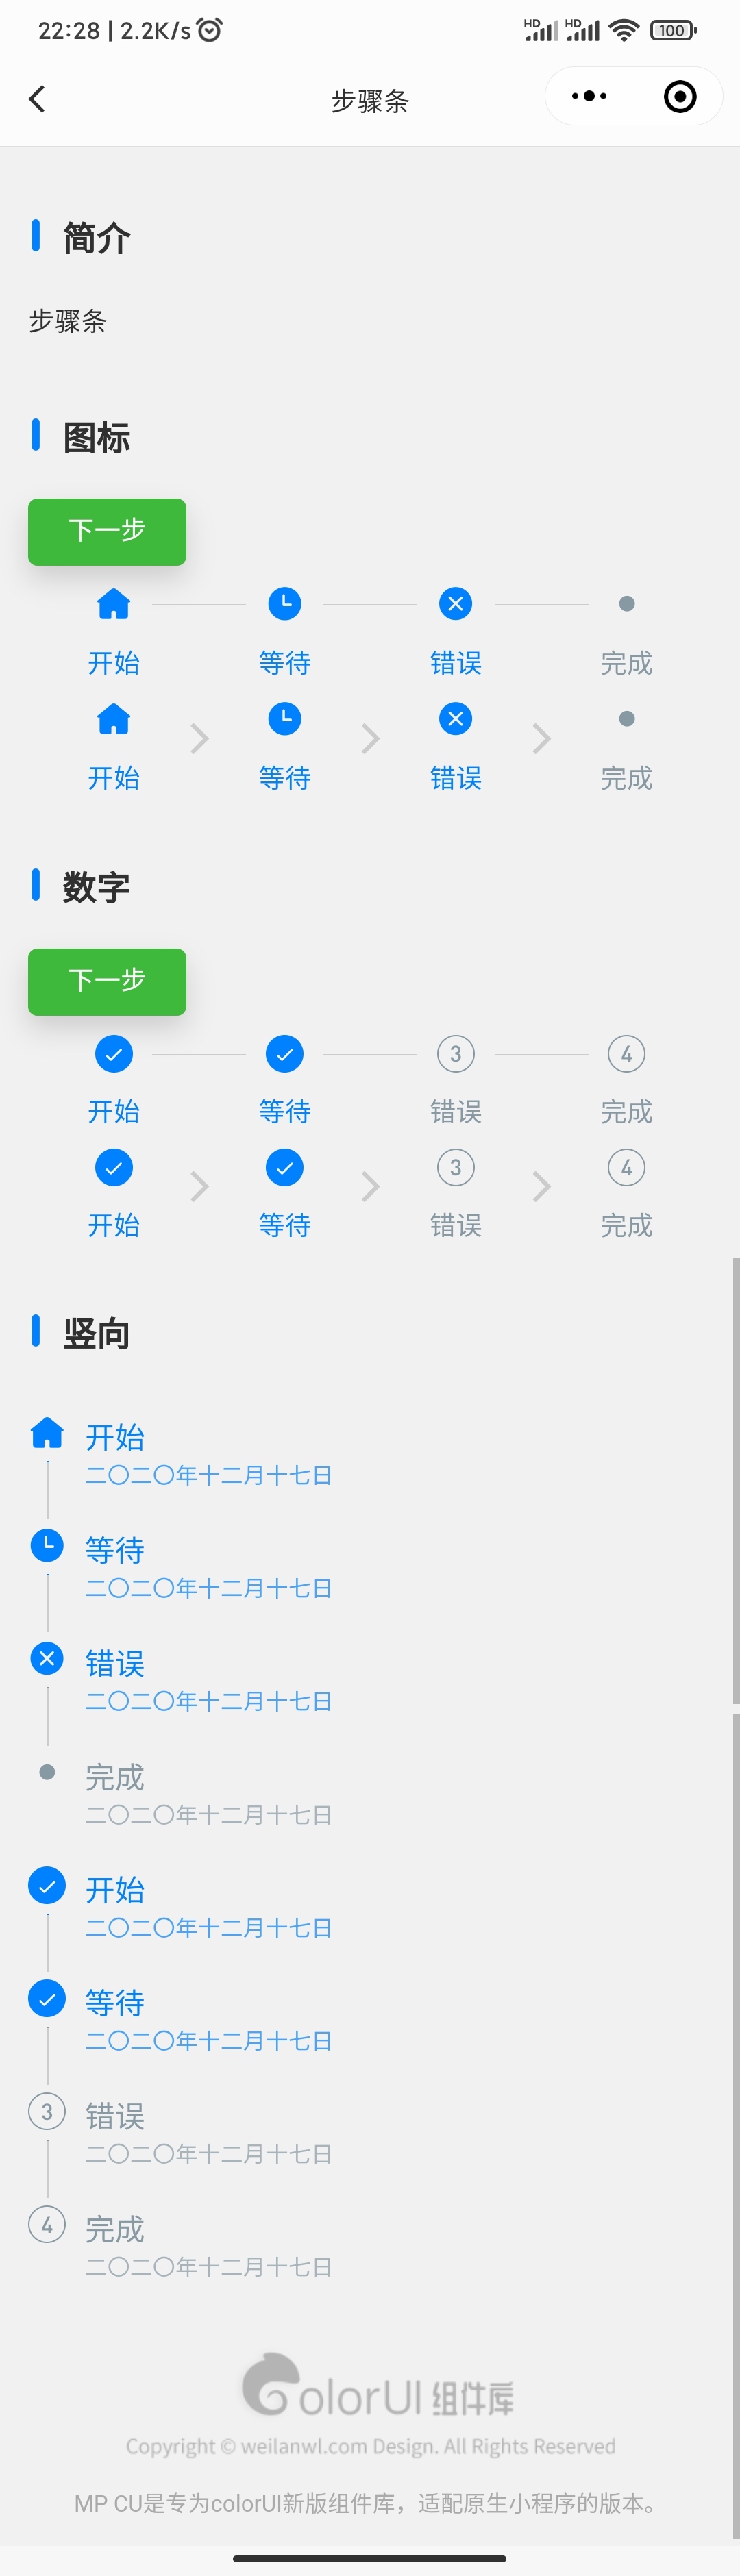 22:28 | 2.2K/s HD HD 100
步骤条
简介
步骤条
图标
下一步
开始 等待 错误 完成
开始 等待 错误 完成
数字
下一步
3 4
开始 等待 错误 完成
3 4
开始 等待 错误 完成
竖向
开始
二〇二〇年十二月十七日
等待
二〇二〇年十二月十七日
错误
二〇二〇年十二月十七日
完成
二〇二〇年十二月十七日
开始
二〇二〇年十二月十七日
等待
二〇二〇年十二月十七日
3 错误
二〇二〇年十二月十七日
4 完成
二〇二〇年十二月十七日
ColorUI 组件库
Copyright © weilanwl.com Design. All Rights Reserved
MP CU是专为colorUI新版组件库，适配原生小程序的版本。